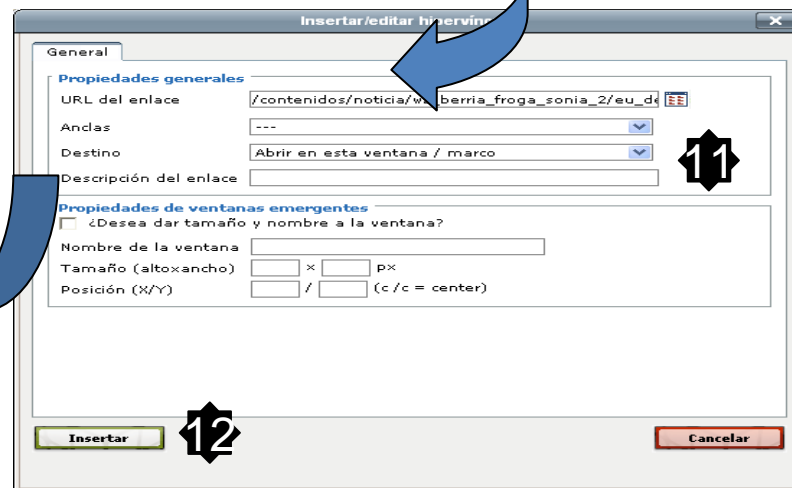 Insertar/editar hipervínc
General
Propiedades generales
URL del enlace /contenidos/noticia/w berria_froga_sonia_2/eu_de
Anclas ---
Destino Abrir en esta ventana / marco
11
Descripción del enlace
Propiedades de ventanas emergentes
¿Desea dar tamaño y nombre a la ventana?
Nombre de la ventana
Tamaño (altoxancho) × px
Posición (X/Y) / (c/c = center)
Insertar 12 Cancelar